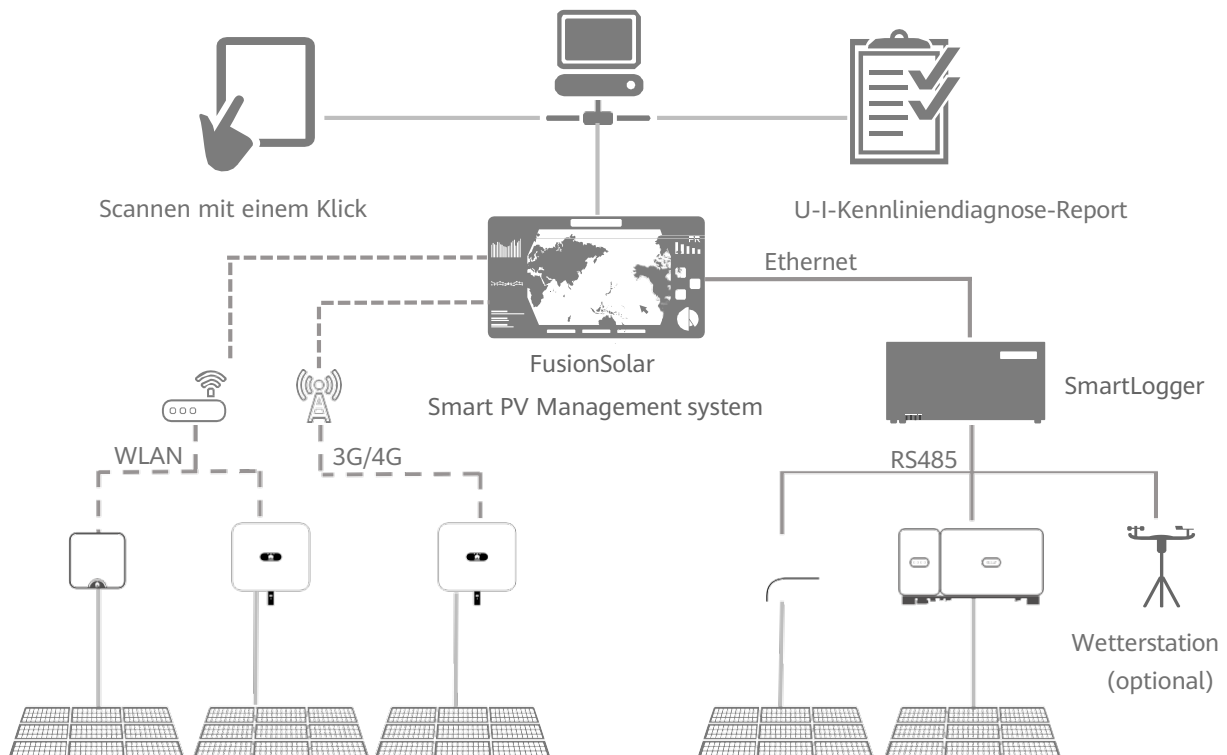 Scannen mit einem Klick
U-I-Kennliniendiagnose-Report
Ethernet
FusionSolar
Smart PV Management system
SmartLogger
WLAN
3G/4G
RS485
Wetterstation
(optional)